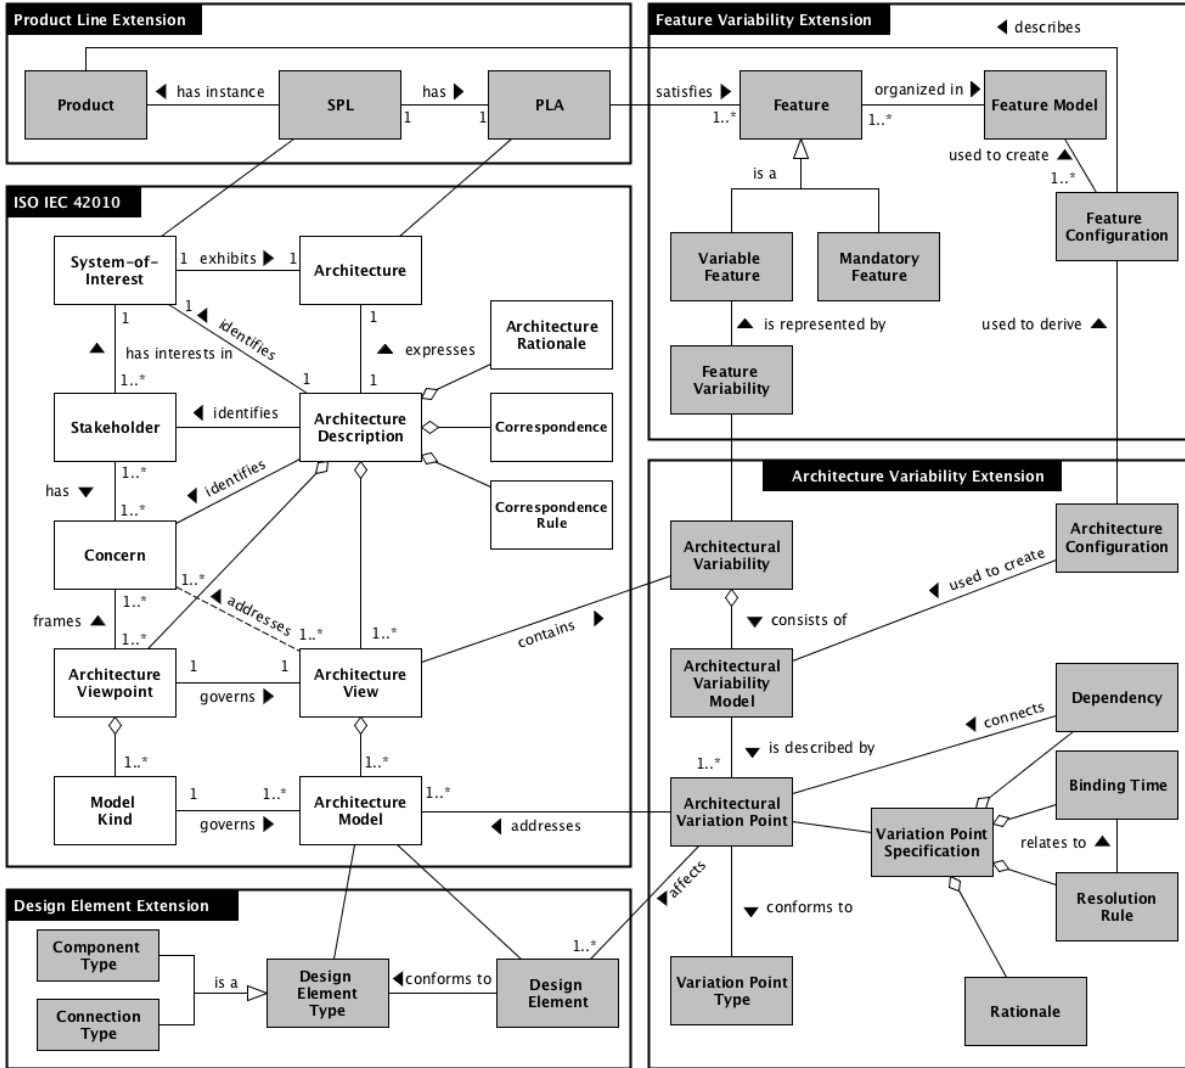 Product Line Extension
Product
has instance
SPL
has
1
1
PLA
Feature Variability Extension
describes
satisfies
1..*
Feature
organized in
1..*
Feature Model
used to create
1..*
is a
Feature
Configuration
Variable
Feature
Mandatory
Feature
is represented by
used to derive
Feature
Variability
ISO IEC 42010
System-of-
Interest
1
exhibits
1
Architecture
1
1
identifies
1
expresses
Architecture
Rationale
has interests in
1..*
1
1
Stakeholder
identifies
Architecture
Description
Correspondence
1..*
has
identifies
1..*
Correspondence
Rule
Concern
1..*
addresses
1..*
frames
1..*
1..*
1..*
contains
Architecture
Viewpoint
1
1
governs
Architecture
View
1..*
1..*
Model
Kind
1
1..*
governs
Architecture
Model
1..*
addresses
Architecture Variability Extension
Architectural
Variability
Architecture
Configuration
used to create
consists of
Architectural
Variability
Model
Dependency
connects
is described by
1..*
Architectural
Variation Point
Binding Time
Variation Point
Specification
relates to
Resolution
Rule
affects
1..*
conforms to
Variation Point
Type
Rationale
Design Element Extension
Component
Type
is a
Connection
Type
Design
Element
Type
conforms to
Design
Element